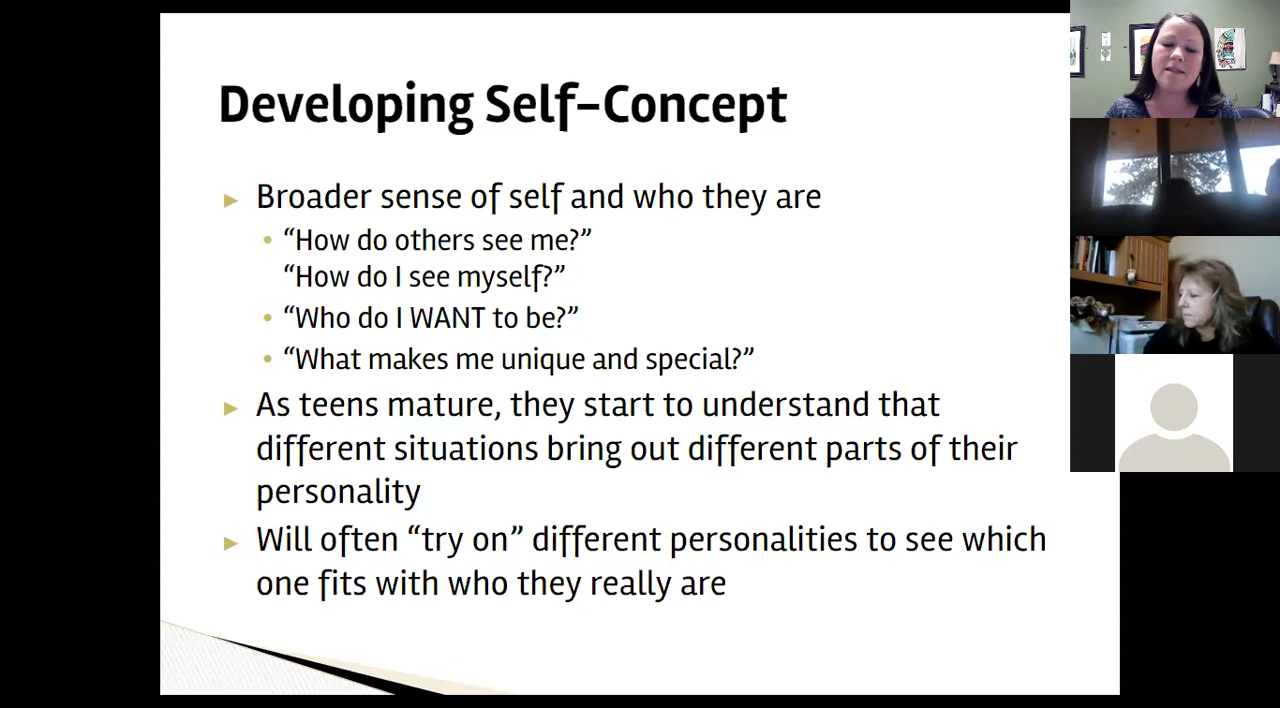 Developing Self-Concept
► Broader sense of self and who they are
• “How do others see me?”
“How do I see myself?”
• “Who do I WANT to be?”
• “What makes me unique and special?”
► As teens mature, they start to understand that
different situations bring out different parts of their
personality
► Will often “try on” different personalities to see which
one fits with who they really are